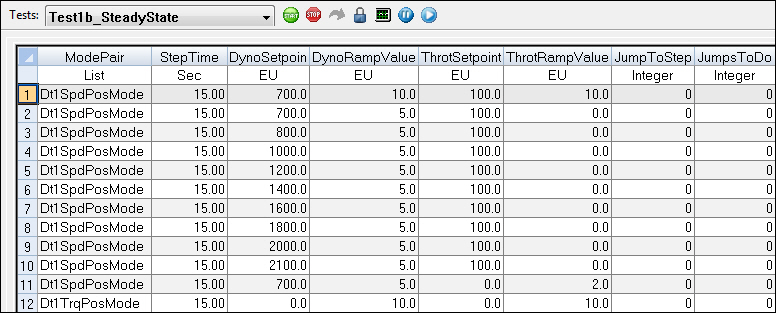 Tests: Test1b_SteadyState START STOP
ModePair StepTime DynoSetpoin DynoRampValue ThrotSetpoint ThrotRampValue JumpToStep JumpsToDo
List Sec EU EU EU EU Integer Integer
1 Dt1SpdPosMode 15.00 700.0 10.0 100.0 10.0 0 0
2 Dt1SpdPosMode 15.00 700.0 5.0 100.0 0.0 0 0
3 Dt1SpdPosMode 15.00 800.0 5.0 100.0 0.0 0 0
4 Dt1SpdPosMode 15.00 1000.0 5.0 100.0 0.0 0 0
5 Dt1SpdPosMode 15.00 1200.0 5.0 100.0 0.0 0 0
6 Dt1SpdPosMode 15.00 1400.0 5.0 100.0 0.0 0 0
7 Dt1SpdPosMode 15.00 1600.0 5.0 100.0 0.0 0 0
8 Dt1SpdPosMode 15.00 1800.0 5.0 100.0 0.0 0 0
9 Dt1SpdPosMode 15.00 2000.0 5.0 100.0 0.0 0 0
10 Dt1SpdPosMode 15.00 2100.0 5.0 100.0 0.0 0 0
11 Dt1SpdPosMode 15.00 700.0 5.0 0.0 2.0 0 0
12 Dt1TrqPosMode 15.00 0.0 10.0 0.0 10.0 0 0